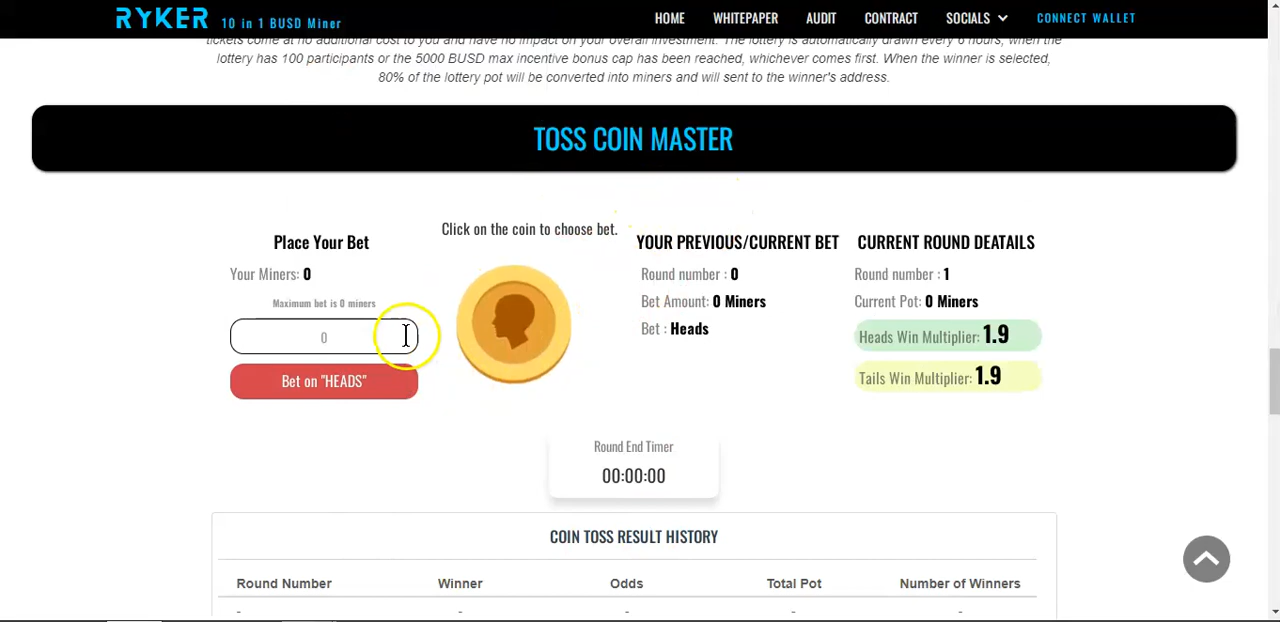 RYKER 10 in 1 BUSD Miner
HOME WHITEPAPER AUDIT CONTRACT SOCIALS CONNECT WALLET
tickets come at no additional cost to you and have no impact on your overall investment. The lottery is automatically drawn every 6 hours, when the
lottery has 100 participants or the 5000 BUSD max incentive bonus cap has been reached, whichever comes first. When the winner is selected,
80% of the lottery pot will be converted into miners and will sent to the winner's address.
TOSS COIN MASTER
Place Your Bet
Your Miners: 0
Maximum bet is 0 miners
0
Bet on "HEADS"
Click on the coin to choose bet.
YOUR PREVIOUS/CURRENT BET
Round number : 0
Bet Amount: 0 Miners
Bet : Heads
CURRENT ROUND DEATAILS
Round number : 1
Current Pot: 0 Miners
Heads Win Multiplier: 1.9
Tails Win Multiplier: 1.9
Round End Timer
00:00:00
COIN TOSS RESULT HISTORY
Round Number Winner Odds Total Pot Number of Winners
- - - - -